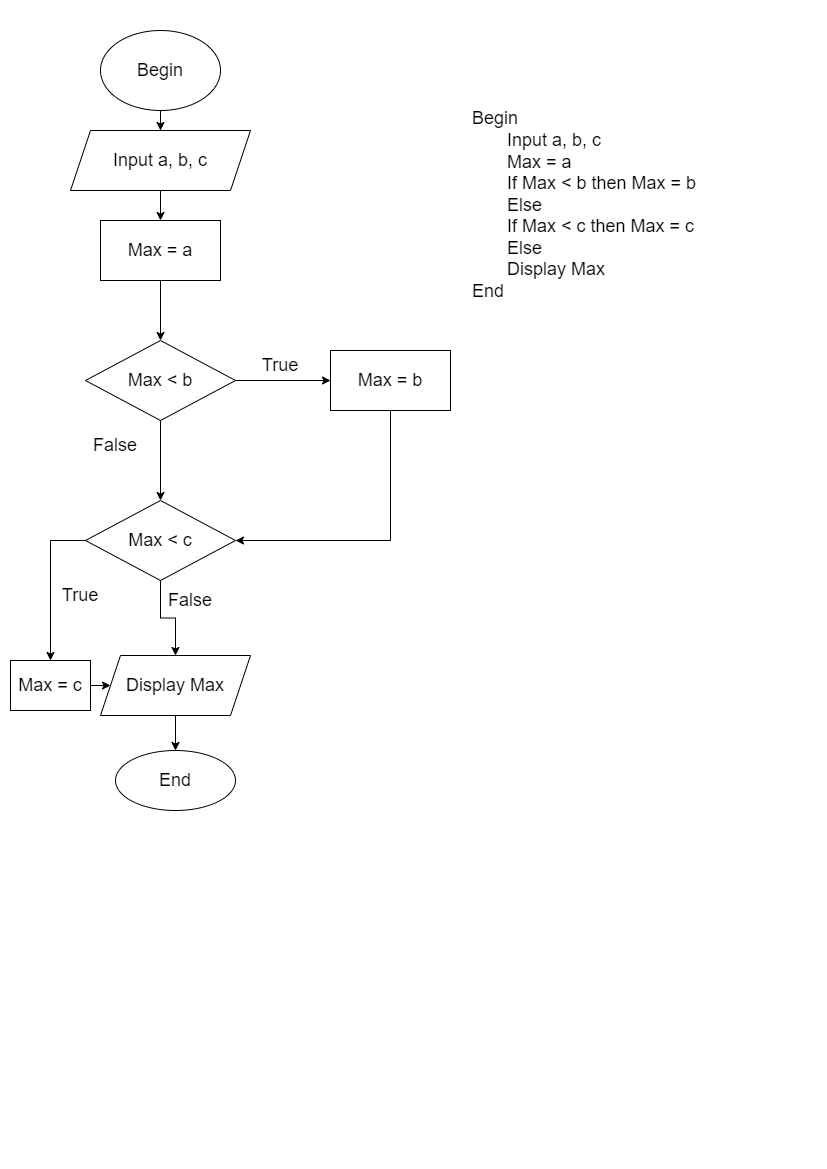 Begin
Input a, b, c
Max = a
Max < b
True
Max = b
False
Max < c
True
False
Max = c
Display Max
End
Begin
Input a, b, c
Max = a
If Max < b then Max = b
Else
If Max < c then Max = c
Else
Display Max
End